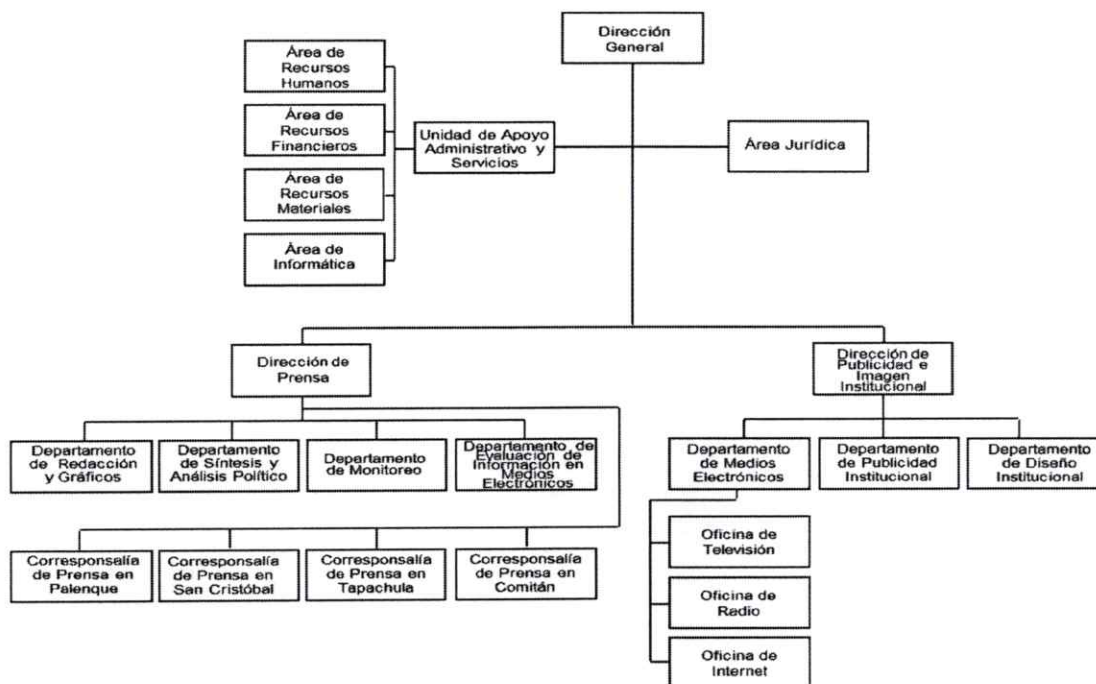 Dirección
General
Área de
Recursos
Humanos
Área de
Recursos
Financieros
Área de
Recursos
Materiales
Área de
Informática
Unidad de Apoyo
Administrativo y
Servicios
Área Jurídica
Dirección de
Prensa
Departamento
de Redacción
y Gráficos
Departamento
de Síntesis y
Análisis Político
Departamento
de Monitoreo
Departamento de
Evaluación de
Información en
Medios
Electrónicos
Corresponsalía
de Prensa en
Palenque
Corresponsalía
de Prensa en
San Cristóbal
Corresponsalía
de Prensa en
Tapachula
Corresponsalía
de Prensa en
Comitán
Dirección de
Publicidad e
Imagen
Institucional
Departamento
de Medios
Electrónicos
Departamento
de Publicidad
Institucional
Departamento
de Diseño
Institucional
Oficina de
Televisión
Oficina de
Radio
Oficina de
Internet